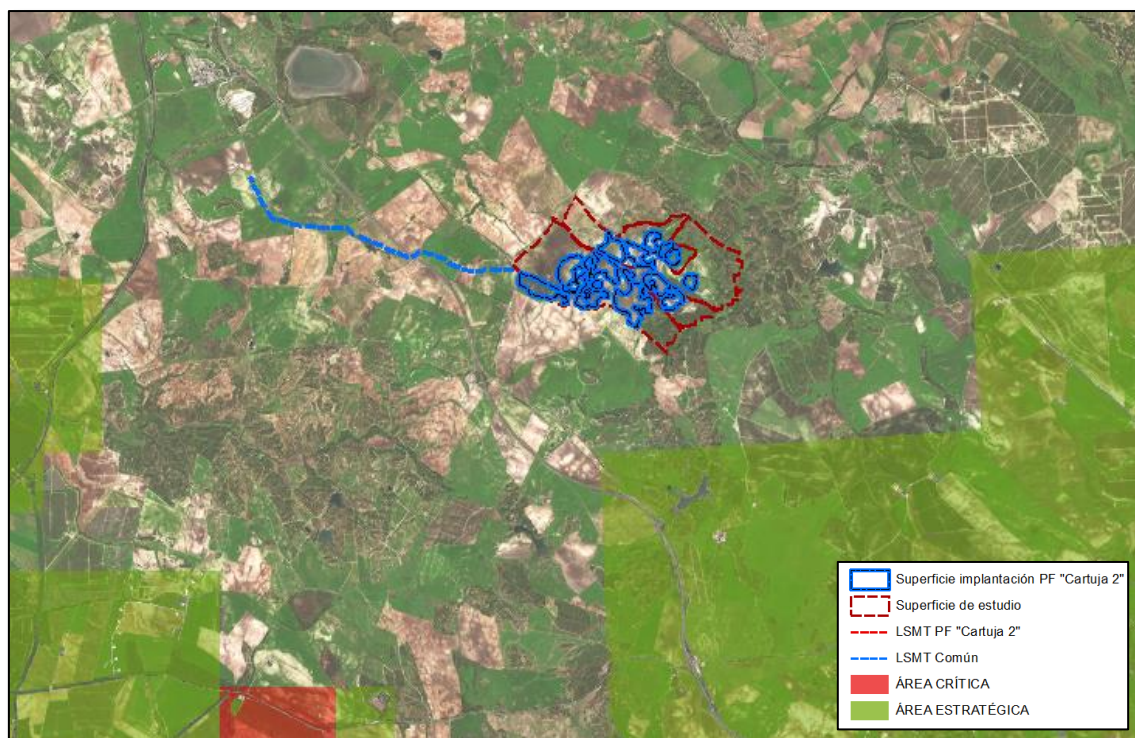 Superficie implantación PF "Cartuja 2"
Superficie de estudio
LSMT PF "Cartuja 2"
LSMT Común
ÁREA CRÍTICA
ÁREA ESTRATÉGICA